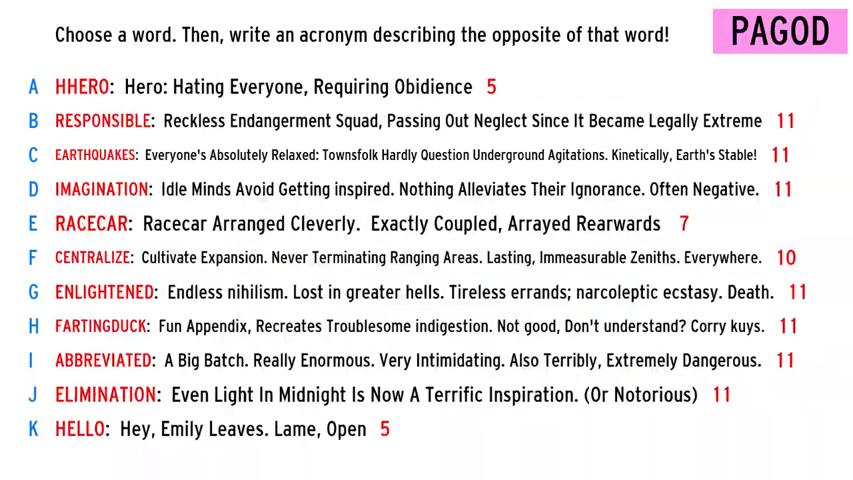 Choose a word. Then, write an acronym describing the opposite of that word!
PAGOD
A HHERO: Hero: Hating Everyone, Requiring Obidience 5
B RESPONSIBLE: Reckless Endangerment Squad, Passing Out Neglect Since It Became Legally Extreme 11
C EARTHQUAKES: Everyone's Absolutely Relaxed: Townsfolk Hardly Question Underground Agitations. Kinetically, Earth's Stable! 11
D IMAGINATION: Idle Minds Avoid Getting inspired. Nothing Alleviates Their Ignorance. Often Negative. 11
E RACECAR: Racecar Arranged Cleverly. Exactly Coupled, Arrayed Rearwards 7
F CENTRALIZE: Cultivate Expansion. Never Terminating Ranging Areas. Lasting, Immeasurable Zeniths. Everywhere. 10
G ENLIGHTENED: Endless nihilism. Lost in greater hells. Tireless errands; narcoleptic ecstasy. Death. 11
H FARTINGDUCK: Fun Appendix, Recreates Troublesome indigestion. Not good, Don't understand? Corry kuys. 11
I ABBREVIATED: A Big Batch. Really Enormous. Very Intimidating. Also Terribly, Extremely Dangerous. 11
J ELIMINATION: Even Light In Midnight Is Now A Terrific Inspiration. (Or Notorious) 11
K HELLO: Hey, Emily Leaves. Lame, Open 5